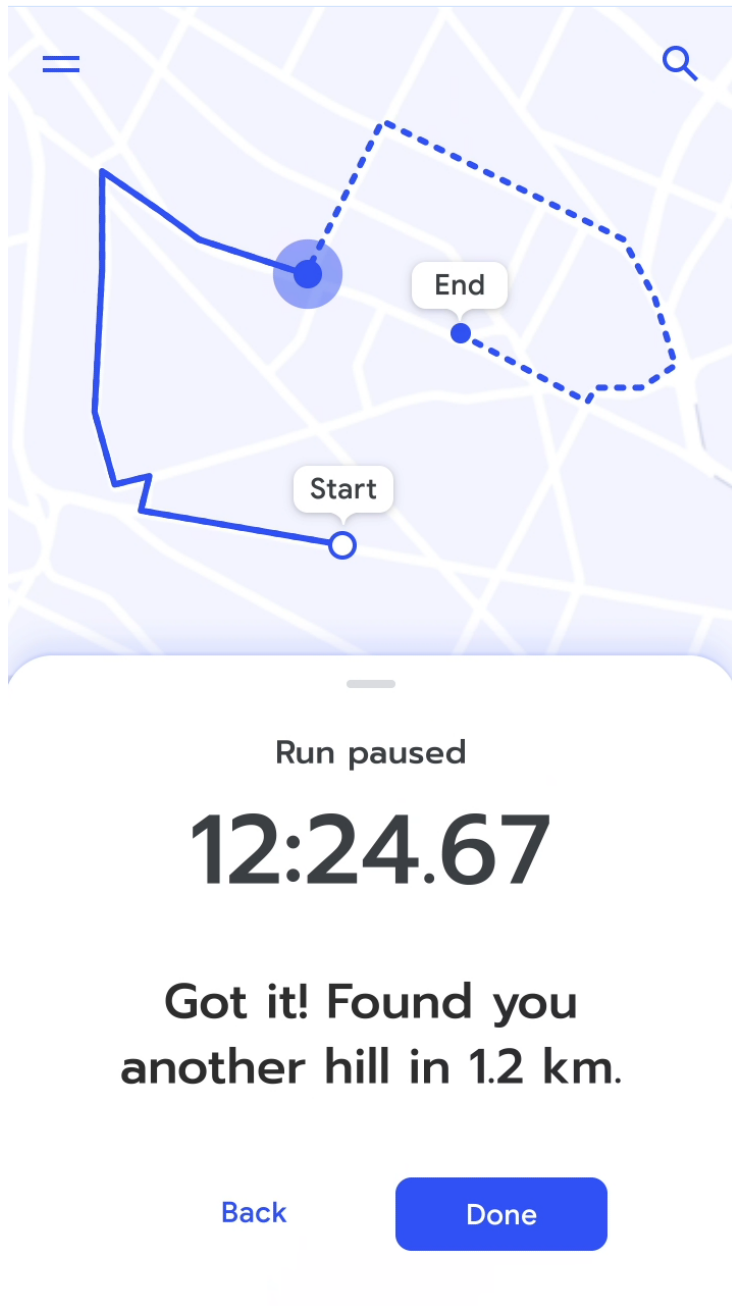 End
Start
Run paused
12:24.67
Got it! Found you
another hill in 1.2 km.
Back
Done